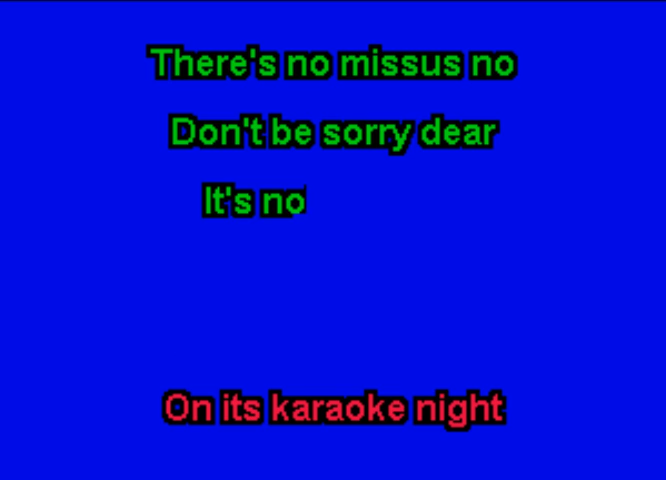 There's no missus no
Don't be sorry dear
It's no
On its karaoke night